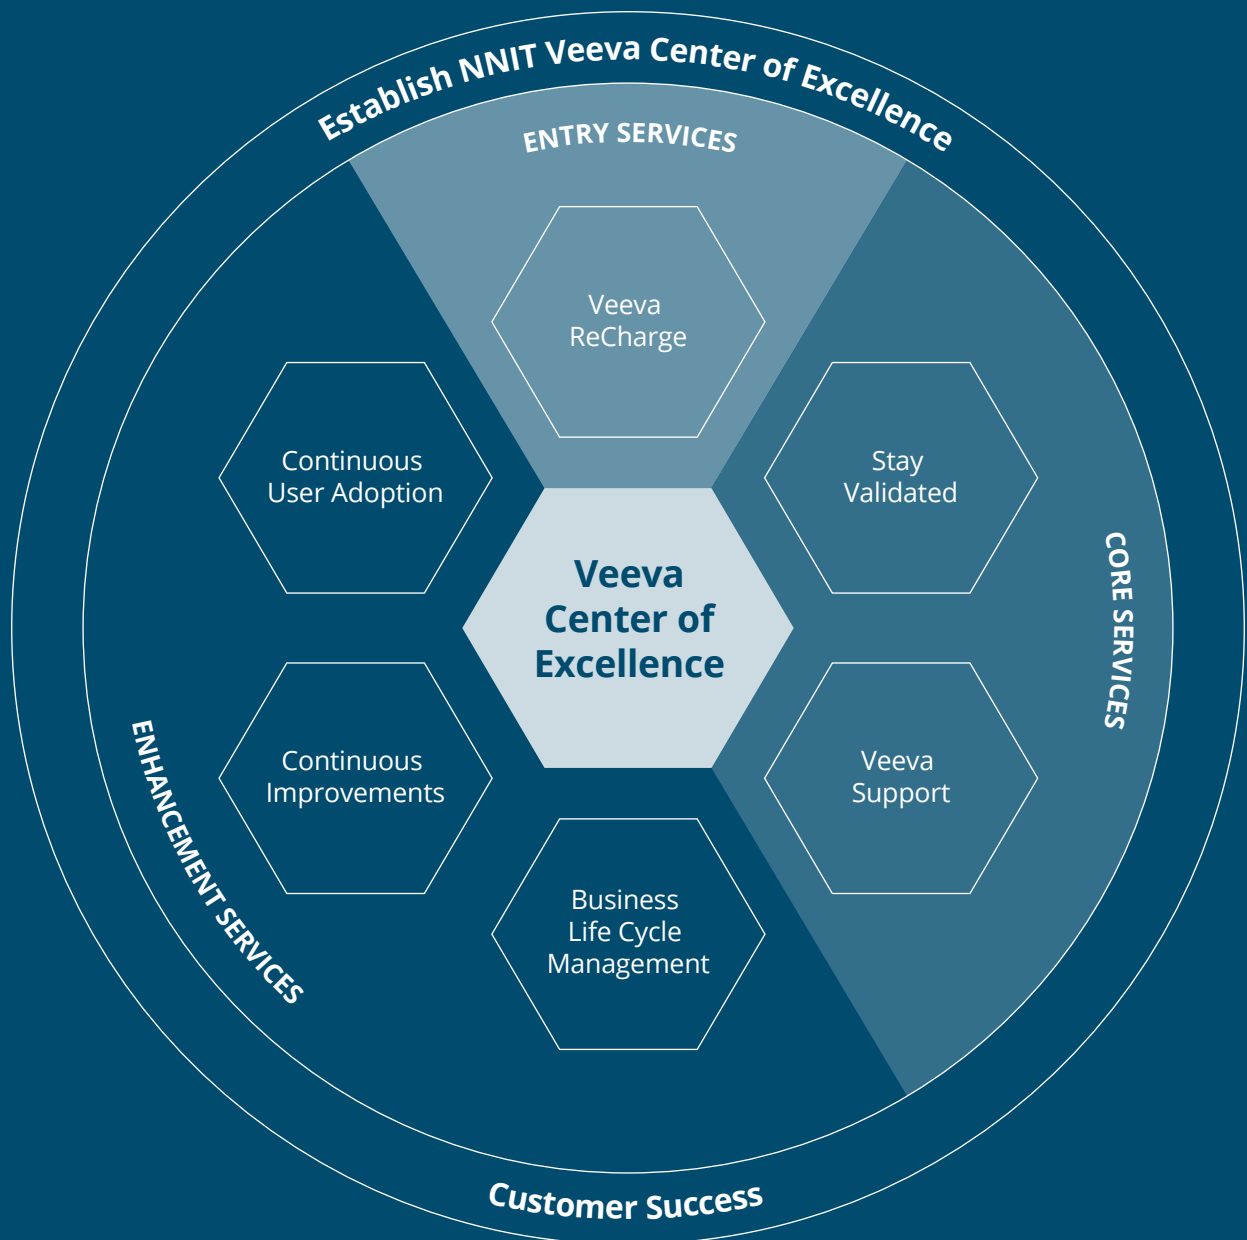 Establish NNIT Veeva Center of Excellence
ENTRY SERVICES
Veeva
ReCharge
Continuous
User Adoption
Stay
Validated
Veeva
Center of
Excellence
CORE SERVICES
Continuous
Improvements
Veeva
Support
ENHANCEMENT SERVICES
Business
Life Cycle
Management
Customer Success